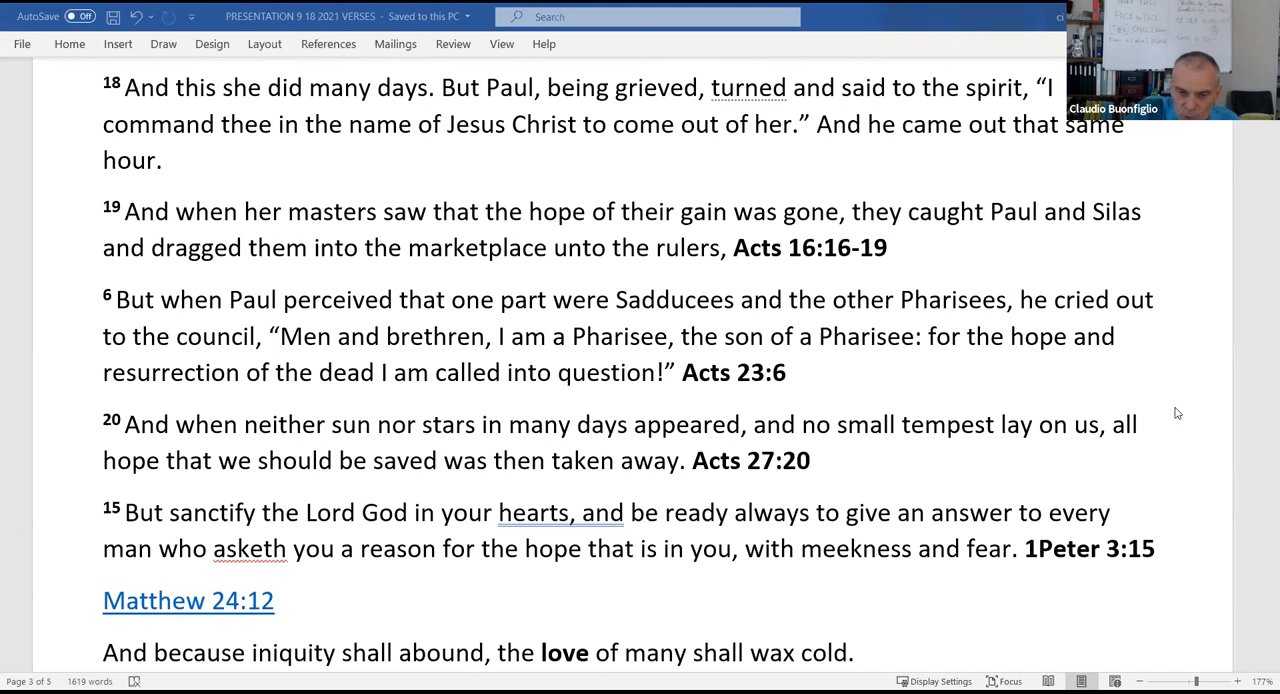 AutoSave Off PRESENTATION 9 18 2021 VERSES - Saved to this PC Search
File Home Insert Draw Design Layout References Mailings Review View Help
Claudio Buonfiglio
18 And this she did many days. But Paul, being grieved, turned and said to the spirit, “I
command thee in the name of Jesus Christ to come out of her.” And he came out that same
hour.
19 And when her masters saw that the hope of their gain was gone, they caught Paul and Silas
and dragged them into the marketplace unto the rulers, Acts 16:16-19
6 But when Paul perceived that one part were Sadducees and the other Pharisees, he cried out
to the council, “Men and brethren, I am a Pharisee, the son of a Pharisee: for the hope and
resurrection of the dead I am called into question!” Acts 23:6
20 And when neither sun nor stars in many days appeared, and no small tempest lay on us, all
hope that we should be saved was then taken away. Acts 27:20
15 But sanctify the Lord God in your hearts, and be ready always to give an answer to every
man who asketh you a reason for the hope that is in you, with meekness and fear. 1Peter 3:15
Matthew 24:12
And because iniquity shall abound, the love of many shall wax cold.
Page 3 of 5 1619 words Display Settings Focus 177%